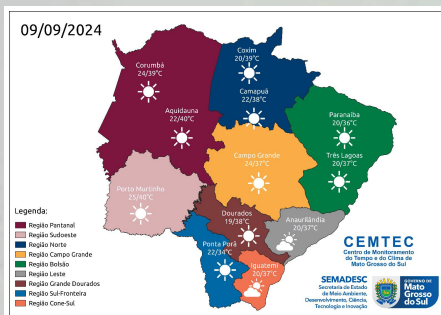 09/09/2024
Corumbá
24/39°C
Coxim
20/39°C
Camapuã
22/38°C
Aquidauna
22/40°C
Paranaíba
20/36°C
Três Lagoas
20/37°C
Campo Grande
24/37°C
Porto Murtinho
25/40°C
Dourados
19/38°C
Anaurilândia
20/37°C
Ponta Porã
22/34°C
Iguatemi
20/37°C
Legenda:
Região Pantanal
Região Sudoeste
Região Norte
Região Campo Grande
Região Bolsão
Região Leste
Região Grande Dourados
Região Sul-Fronteira
Região Cone-Sul
CEMTEC
Centro de Monitoramento
do Tempo e do Clima de
Mato Grosso do Sul
SEMADESC
Secretaria de Estado
de Meio Ambiente,
Desenvolvimento, Ciência,
Tecnologia e Inovação
GOVERNO DE
Mato
Grosso
do Sul